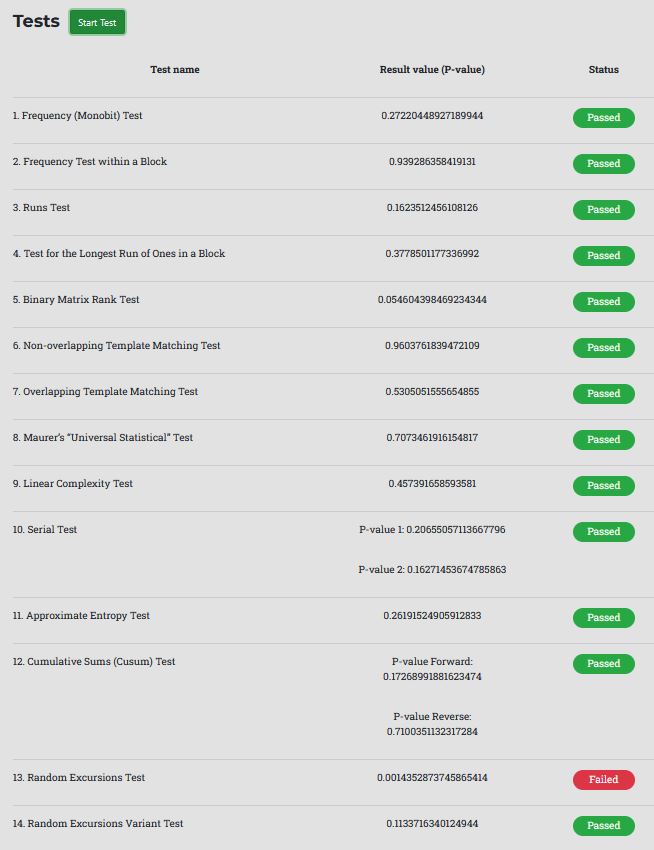 Tests Start Test
Test name Result value (P-value) Status
1. Frequency (Monobit) Test 0.27220448927189944 Passed
2. Frequency Test within a Block 0.939286358419131 Passed
3. Runs Test 0.1623512456108126 Passed
4. Test for the Longest Run of Ones in a Block 0.3778501177336992 Passed
5. Binary Matrix Rank Test 0.054604398469234344 Passed
6. Non-overlapping Template Matching Test 0.9603761839472109 Passed
7. Overlapping Template Matching Test 0.5305051555654855 Passed
8. Maurer's "Universal Statistical" Test 0.7073461916154817 Passed
9. Linear Complexity Test 0.457391658593581 Passed
10. Serial Test P-value 1: 0.20655057113667796 Passed
P-value 2: 0.16271453674785863
11. Approximate Entropy Test 0.26191524905912833 Passed
12. Cumulative Sums (Cusum) Test P-value Forward: Passed
0.17268991881623474
P-value Reverse:
0.7100351132317284
13. Random Excursions Test 0.0014352873745865414 Failed
14. Random Excursions Variant Test 0.1133716340124944 Passed